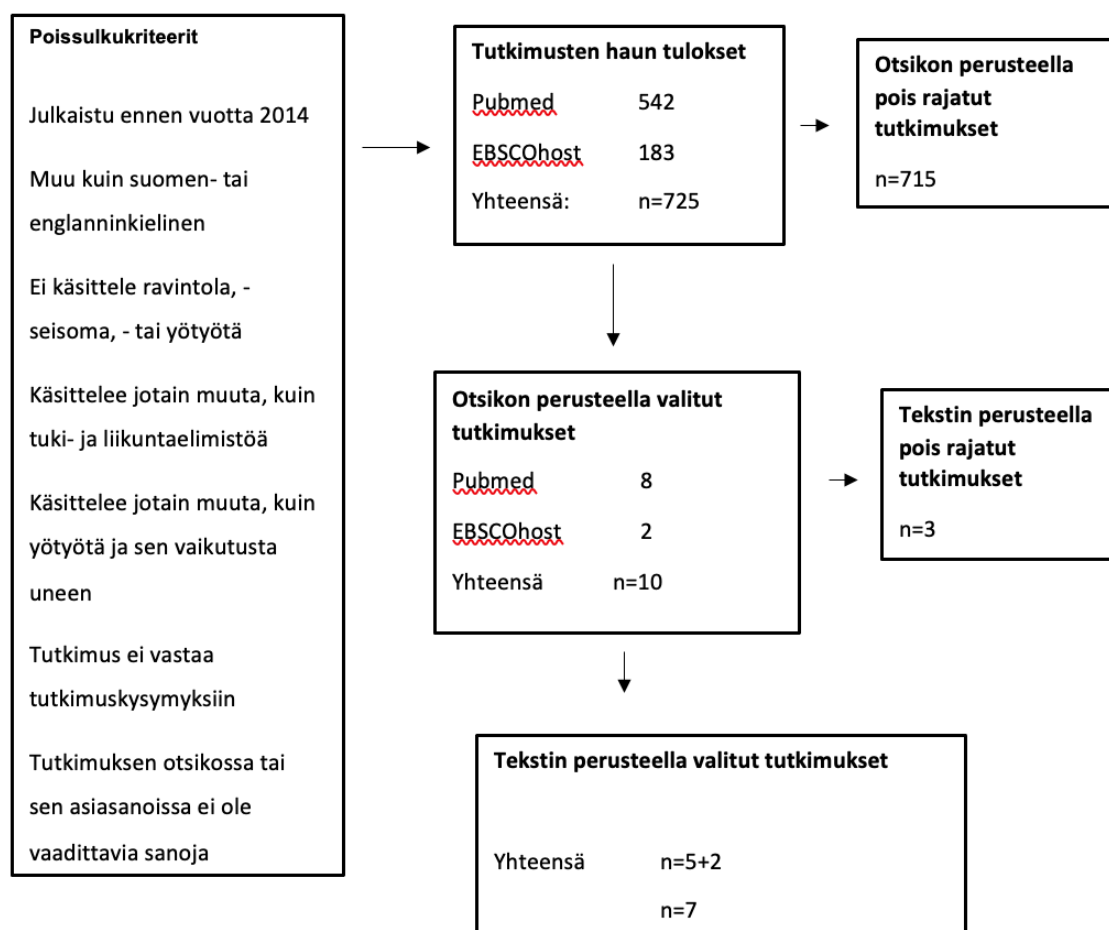 Poissulkukriteerit
Julkaistu ennen vuotta 2014
Muu kuin suomen- tai
englanninkielinen
Ei käsittele ravintola, -
seisoma, - tai yötyötä
Käsittelee jotain muuta, kuin
tuki- ja liikuntaelimistöä
Käsittelee jotain muuta, kuin
yötyötä ja sen vaikutusta
uneen
Tutkimus ei vastaa
tutkimuskysymyksiin
Tutkimuksen otsikossa tai
sen asiasanoissa ei ole
vaadittavia sanoja
Tutkimusten haun tulokset
Pubmed 542
EBSCOhost 183
Yhteensä: n=725
Otsikon perusteella
pois rajatut
tutkimukset
n=715
Otsikon perusteella valitut
tutkimukset
Pubmed 8
EBSCOhost 2
Yhteensä n=10
Tekstin perusteella
pois rajatut
tutkimukset
n=3
Tekstin perusteella valitut tutkimukset
Yhteensä n=5+2
n=7